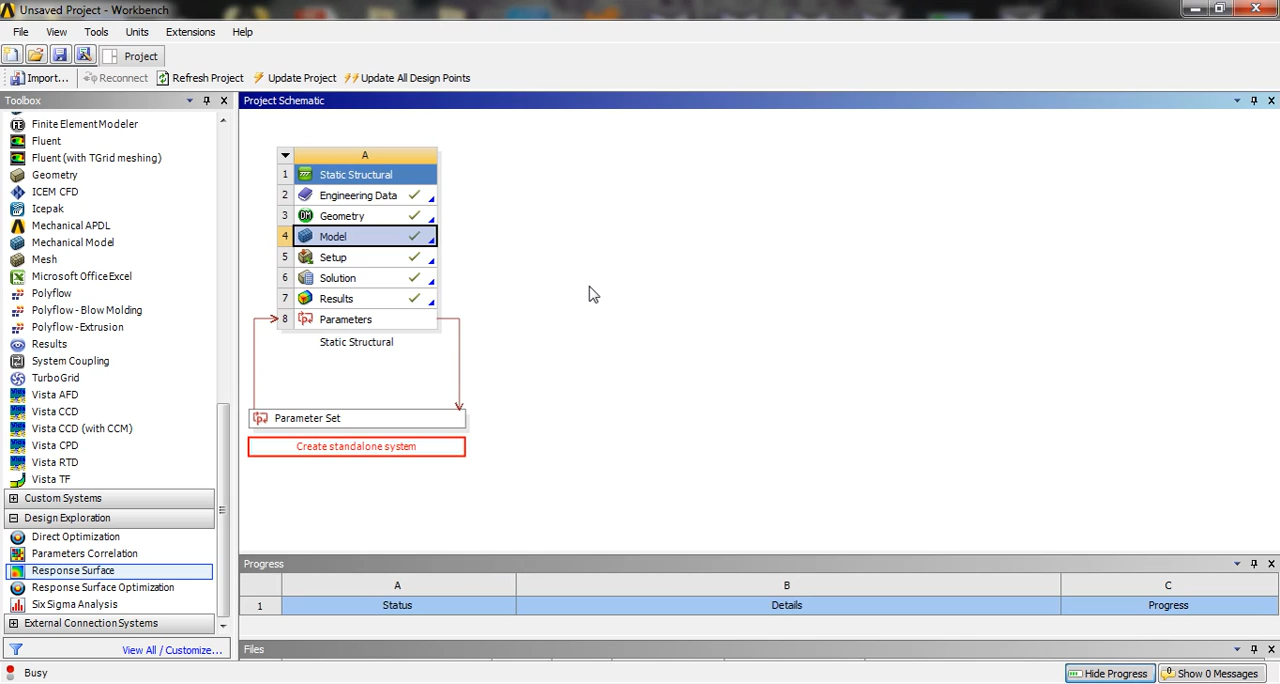 Unsaved Project - Workbench
File View Tools Units Extensions Help
Project
Import... Reconnect Refresh Project Update Project Update All Design Points
Toolbox
Finite Element Modeler
Fluent
Fluent (with TGrid meshing)
Geometry
ICEM CFD
Icepak
Mechanical APDL
Mechanical Model
Mesh
Microsoft Office Excel
Polyflow
Polyflow - Blow Molding
Polyflow - Extrusion
Results
System Coupling
TurboGrid
Vista AFD
Vista CCD
Vista CCD (with CCM)
Vista CPD
Vista RTD
Vista TF
Custom Systems
Design Exploration
Direct Optimization
Parameters Correlation
Response Surface
Response Surface Optimization
Six Sigma Analysis
External Connection Systems
View All / Customize...
Project Schematic
A
1 Static Structural
2 Engineering Data
3 Geometry
4 Model
5 Setup
6 Solution
7 Results
8 Parameters
Static Structural
Parameter Set
Create standalone system
Progress
A B C
1 Status Details Progress
Files
Busy
Hide Progress Show 0 Messages